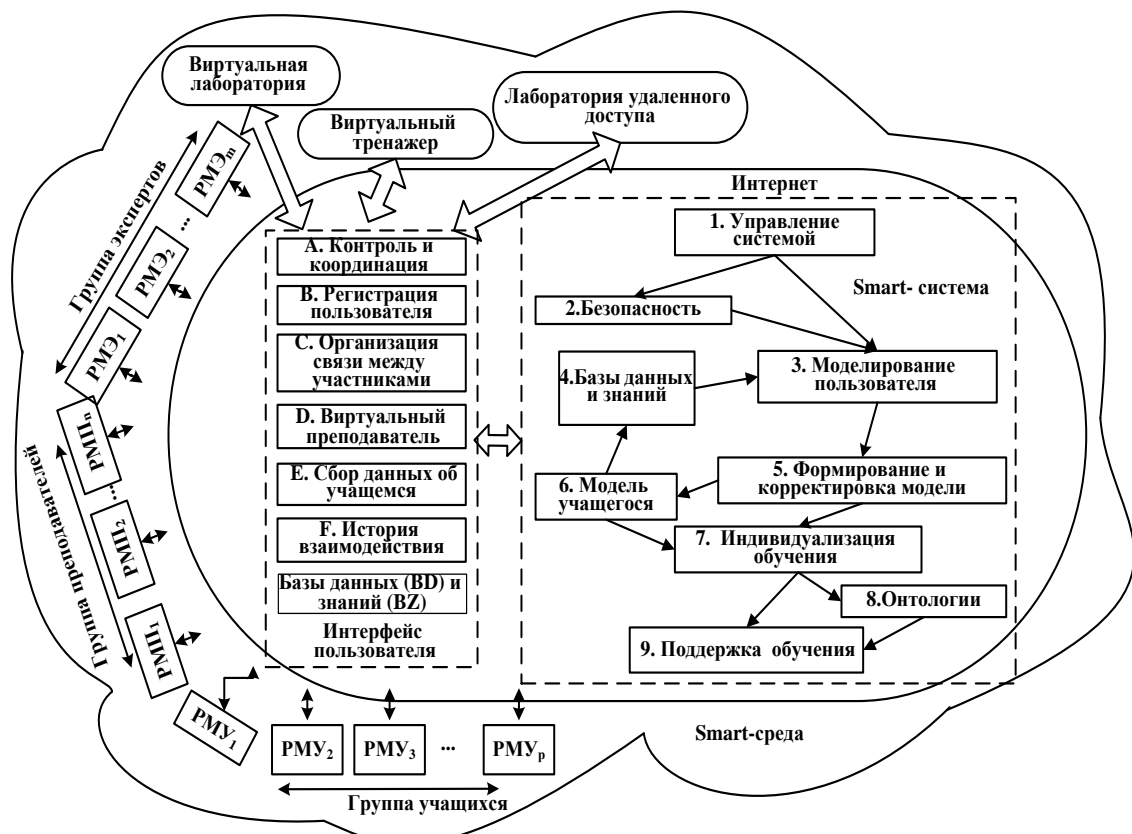 Виртуальная
лаборатория
Виртуальный
тренажер
Лаборатория удаленного
доступа
Группа экспертов
РМЭm
...
РМЭ2
РМЭ1
Группа преподавателей
РМПn
...
РМП2
РМП1
Интернет
A. Контроль и
координация
B. Регистрация
пользователя
C. Организация
связи между
участниками
D. Виртуальный
преподаватель
E. Сбор данных об
учащемся
F. История
взаимодействия
Базы данных (BD) и
знаний (BZ)
Интерфейс
пользователя
1. Управление
системой
Smart- система
2.Безопасность
3. Моделирование
пользователя
4.Базы данных
и знаний
5. Формирование и
корректировка модели
6. Модель
учащегося
7. Индивидуализация
обучения
8.Онтологии
9. Поддержка обучения
РМУ1
РМУ2
РМУ3
...
РМУp
Группа учащихся
Smart-среда